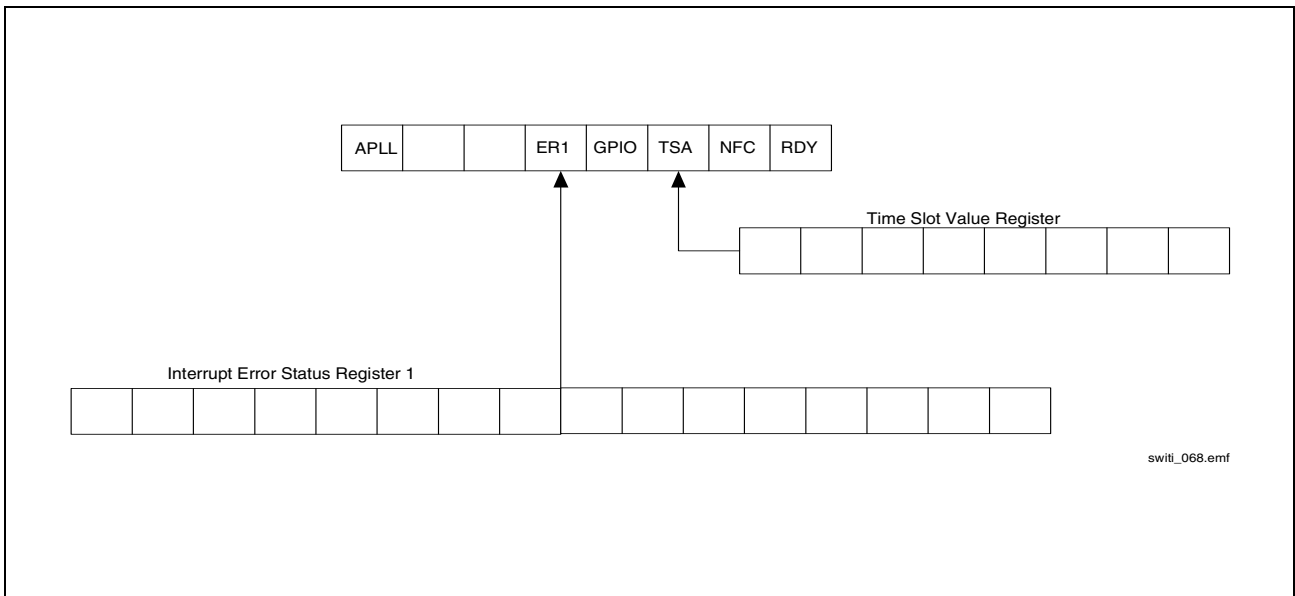 APLL ER1 GPIO TSA NFC RDY
Time Slot Value Register
Interrupt Error Status Register 1
switi_068.emf